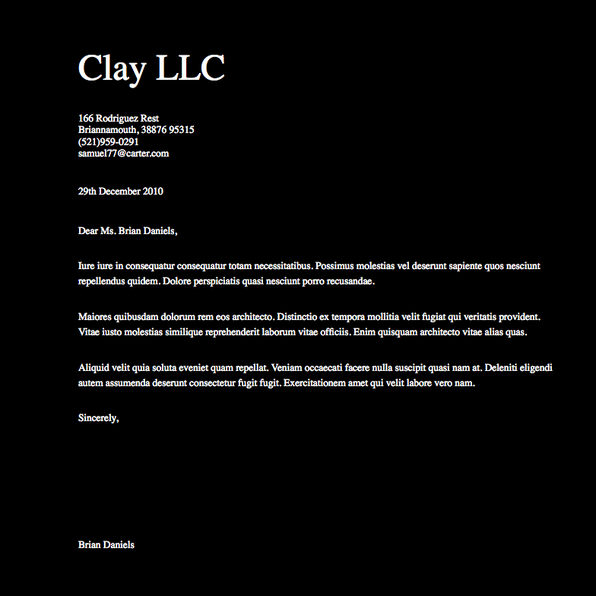 Clay LLC
166 Rodriguez Rest
Briannamouth, 38876 95315
(521)959-0291
samuel77@carter.com
29th December 2010
Dear Ms. Brian Daniels,
Iure iure in consequatur consequatur totam necessitatibus. Possimus molestias vel deserunt sapiente quos nesciunt
repellendus quidem. Dolore perspiciatis quasi nesciunt porro recusandae.
Maiores quibusdam dolorum rem eos architecto. Distinctio ex tempora mollitia velit fugiat qui veritatis provident.
Vitae iusto molestias similique reprehenderit laborum vitae officiis. Enim quisquam architecto vitae alias quas.
Aliquid velit quia soluta eveniet quam repellat. Veniam occaecati facere nulla suscipit quasi nam at. Deleniti eligendi
autem assumenda deserunt consectetur fugit fugit. Exercitationem amet qui velit labore vero nam.
Sincerely,
Brian Daniels